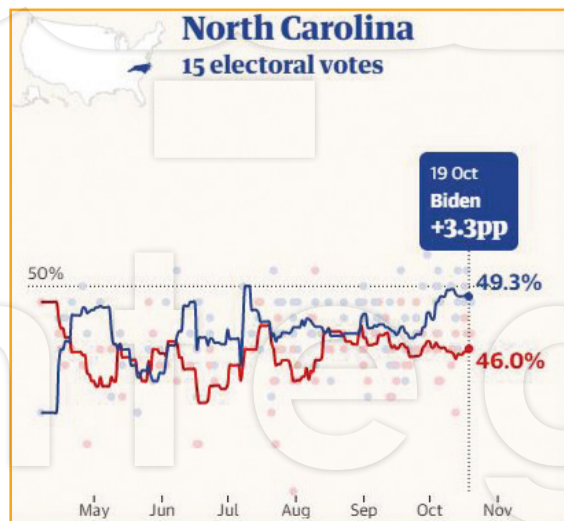 North Carolina
15 electoral votes
19 Oct
Biden
+3.3pp
50%
49.3%
46.0%
May Jun Jul Aug Sep Oct Nov